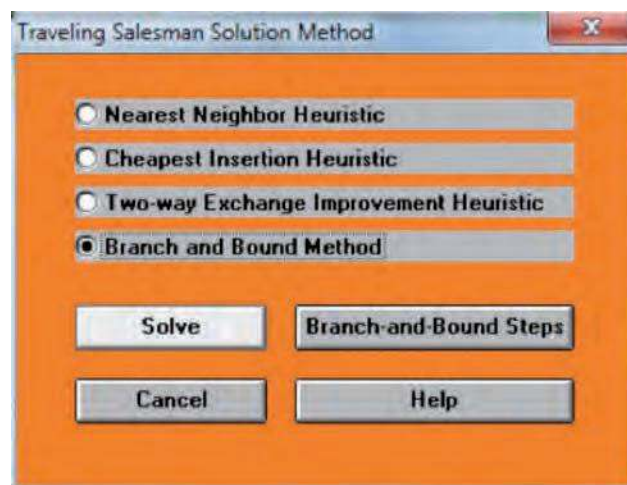 Traveling Salesman Solution Method
Nearest Neighbor Heuristic
Cheapest Insertion Heuristic
Two-way Exchange Improvement Heuristic
Branch and Bound Method
Solve
Branch-and-Bound Steps
Cancel
Help